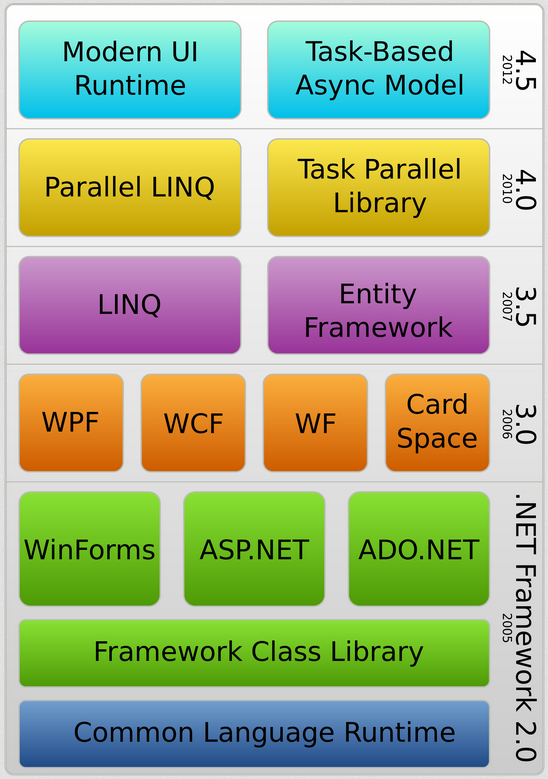 Modern UI
Runtime
Task-Based
Async Model
4.5
2012
Parallel LINQ
Task Parallel
Library
4.0
2010
LINQ
Entity
Framework
3.5
2007
WPF
WCF
WF
Card
Space
3.0
2006
WinForms
ASP.NET
ADO.NET
Framework Class Library
Common Language Runtime
.NET Framework 2.0
2005